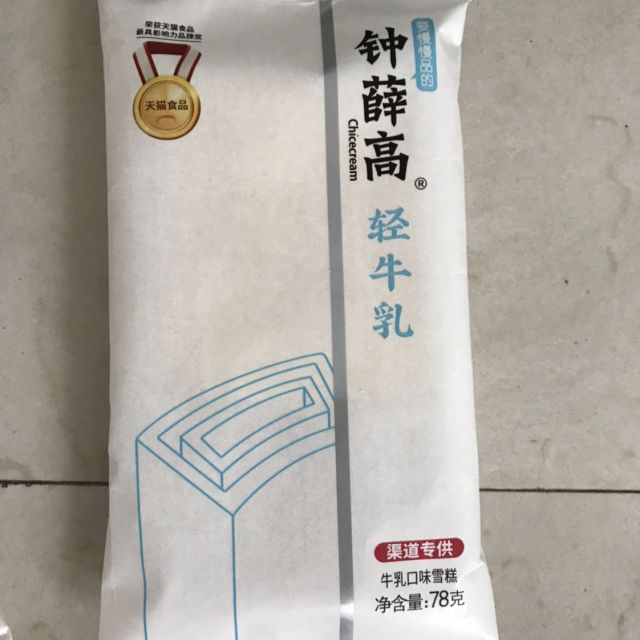 荣获天猫食品
最具影响力品牌奖
天猫食品
慢慢品的
钟薛高
Chicecream
®
轻牛乳
渠道专供
牛乳口味雪糕
净含量:78克